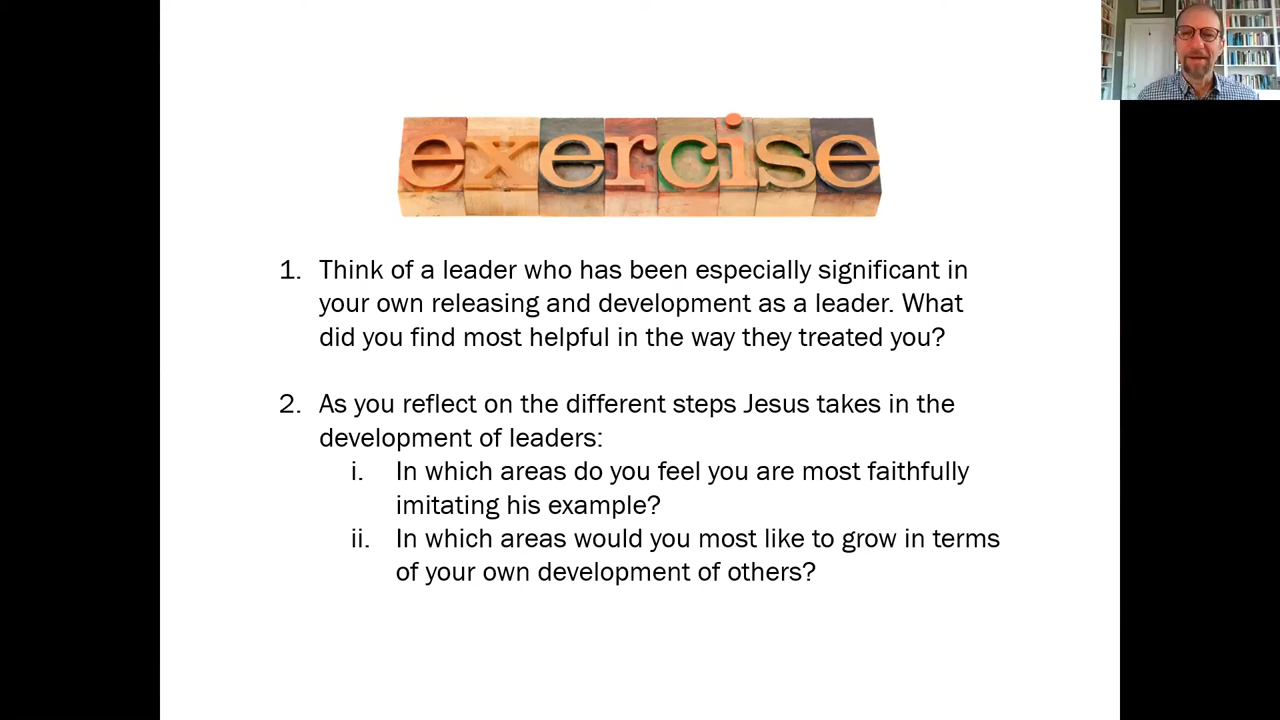 exercise
1. Think of a leader who has been especially significant in
your own releasing and development as a leader. What
did you find most helpful in the way they treated you?
2. As you reflect on the different steps Jesus takes in the
development of leaders:
i. In which areas do you feel you are most faithfully
imitating his example?
ii. In which areas would you most like to grow in terms
of your own development of others?